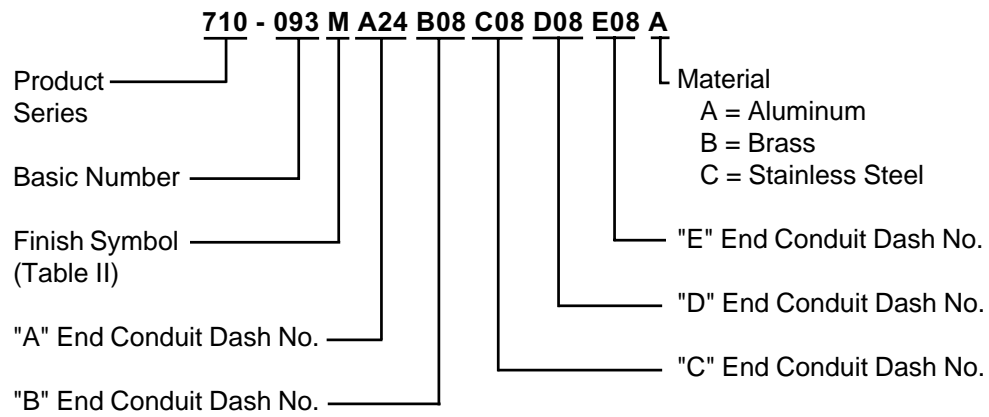 710 - 093 M A24 B08 C08 D08 E08 A
Product
Series
Basic Number
Finish Symbol
(Table II)
"A" End Conduit Dash No.
"B" End Conduit Dash No.
Material
A = Aluminum
B = Brass
C = Stainless Steel
"E" End Conduit Dash No.
"D" End Conduit Dash No.
"C" End Conduit Dash No.